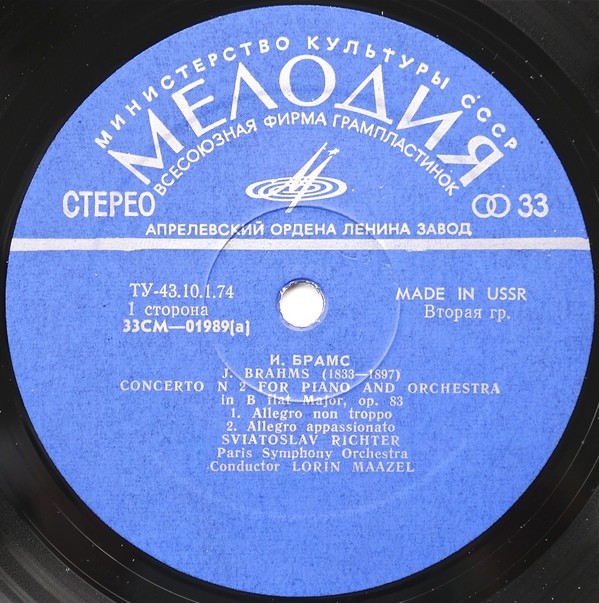 МИНИСТЕРСТВО КУЛЬТУРЫ СССР
МЕЛОДИЯ
ВСЕСОЮЗНАЯ ФИРМА ГРАМПЛАСТИНОК
СТЕРЕО
33
АПРЕЛЕВСКИЙ ОРДЕНА ЛЕНИНА ЗАВОД
ТУ-43.10.1.74
MADE IN USSR
I сторона
Вторая гр.
33СМ—01989(а)
И. БРАМС
J. BRAHMS (1833—1897)
CONCERTO N 2 FOR PIANO AND ORCHESTRA
in B flat Major, op. 83
1. Allegro non troppo
2. Allegro appassionato
SVIATOSLAV RICHTER
Paris Symphony Orchestra
Conductor LORIN MAAZEL